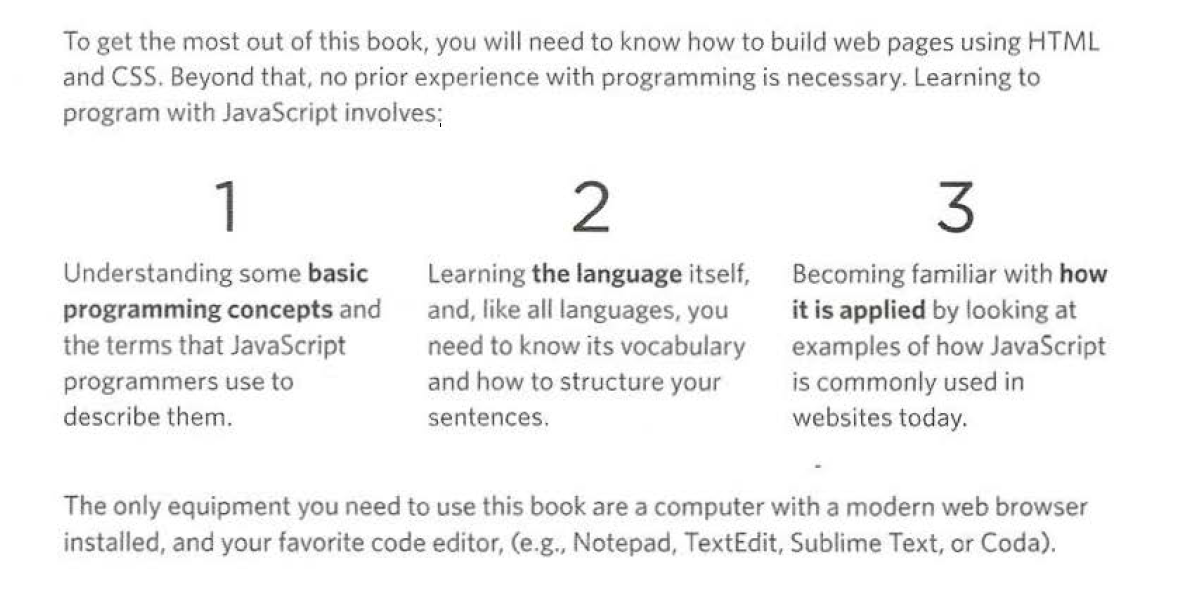 To get the most out of this book, you will need to know how to build web pages using HTML
and CSS. Beyond that, no prior experience with programming is necessary. Learning to
program with JavaScript involves:
1
Understanding some basic
programming concepts and
the terms that JavaScript
programmers use to
describe them.
2
Learning the language itself,
and, like all languages, you
need to know its vocabulary
and how to structure your
sentences.
3
Becoming familiar with how
it is applied by looking at
examples of how JavaScript
is commonly used in
websites today.
The only equipment you need to use this book are a computer with a modern web browser
installed, and your favorite code editor, (e.g., Notepad, TextEdit, Sublime Text, or Coda).